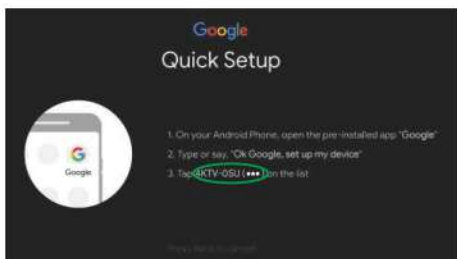 Google
Quick Setup
Google
1. On your Android Phone, open the pre-installed app "Google"
2. Type or say, "Ok Google, set up my device"
3. Tap 4KTV-OSU (•••) on the list